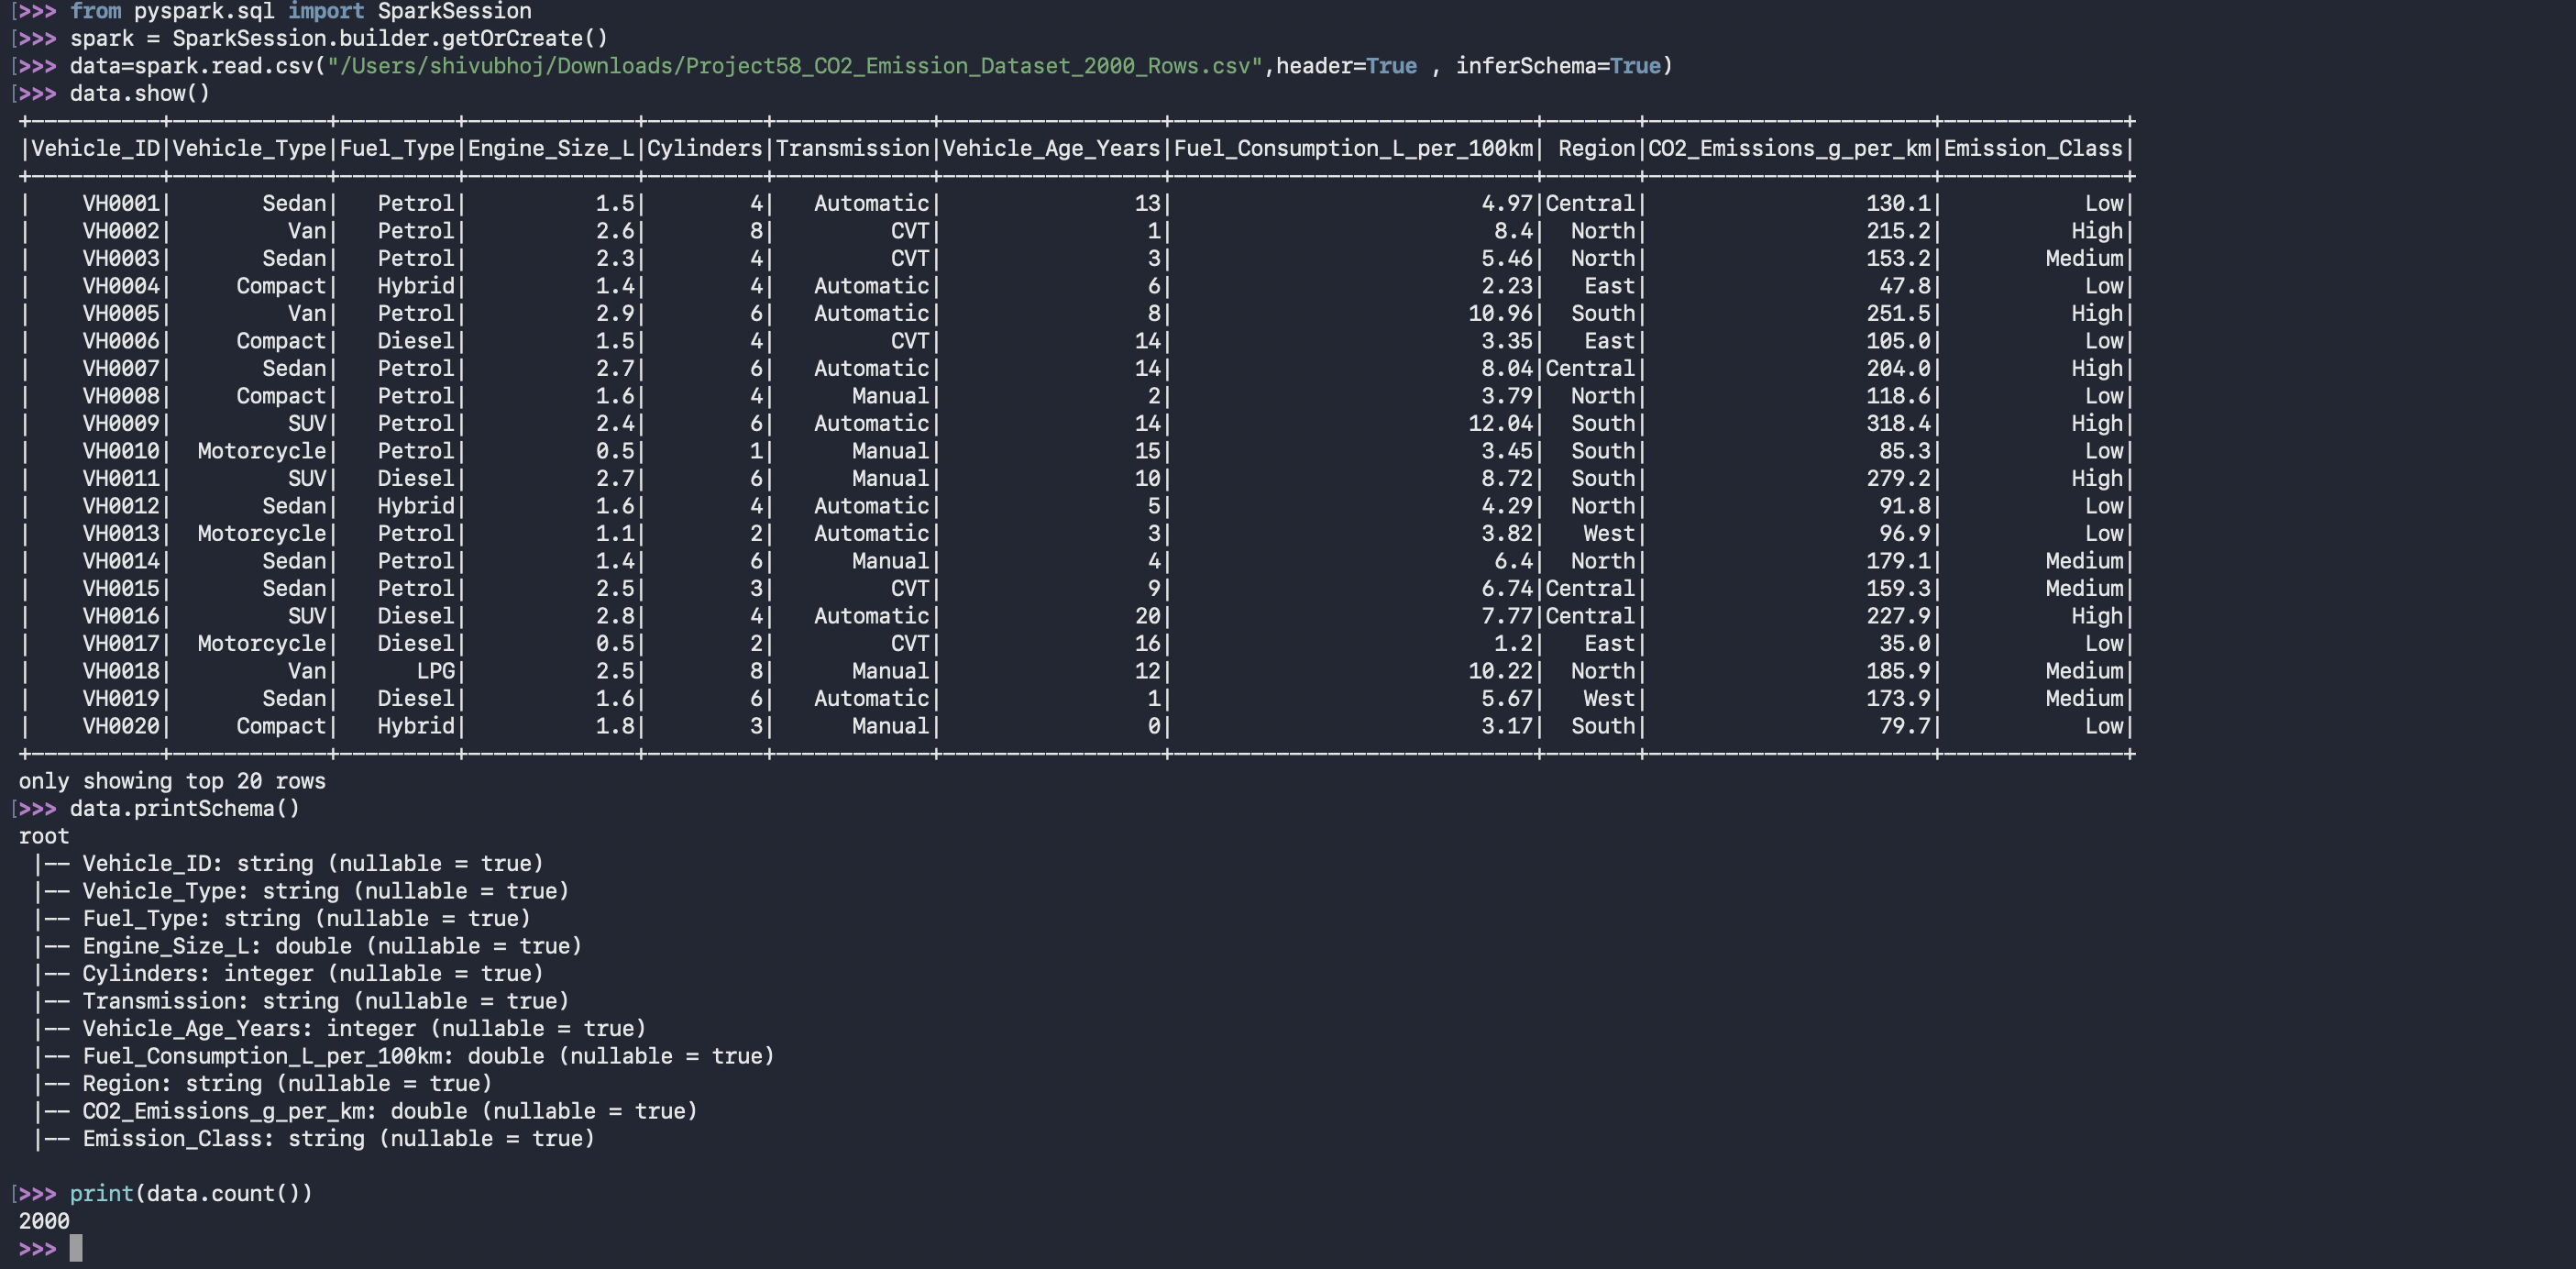 [>>> from pyspark.sql import SparkSession
[>>> spark = SparkSession.builder.getOrCreate()
[>>> data=spark.read.csv("/Users/shivubhoj/Downloads/Project58_CO2_Emission_Dataset_2000_Rows.csv",header=True , inferSchema=True)
[>>> data.show()
+----------+------------+---------+-------------+---------+------------+-----------------+----------------------------+-------+----------------------+--------------+
|Vehicle_ID|Vehicle_Type|Fuel_Type|Engine_Size_L|Cylinders|Transmission|Vehicle_Age_Years|Fuel_Consumption_L_per_100km| Region|CO2_Emissions_g_per_km|Emission_Class|
+----------+------------+---------+-------------+---------+------------+-----------------+----------------------------+-------+----------------------+--------------+
|    VH0001|       Sedan|   Petrol|          1.5|        4|   Automatic|               13|                        4.97|Central|                 130.1|           Low|
|    VH0002|         Van|   Petrol|          2.6|        8|         CVT|                1|                         8.4|  North|                 215.2|          High|
|    VH0003|       Sedan|   Petrol|          2.3|        4|         CVT|                3|                        5.46|  North|                 153.2|        Medium|
|    VH0004|     Compact|   Hybrid|          1.4|        4|   Automatic|                6|                        2.23|   East|                  47.8|           Low|
|    VH0005|         Van|   Petrol|          2.9|        6|   Automatic|                8|                       10.96|  South|                 251.5|          High|
|    VH0006|     Compact|   Diesel|          1.5|        4|         CVT|               14|                        3.35|   East|                 105.0|           Low|
|    VH0007|       Sedan|   Petrol|          2.7|        6|   Automatic|               14|                        8.04|Central|                 204.0|          High|
|    VH0008|     Compact|   Petrol|          1.6|        4|      Manual|                2|                        3.79|  North|                 118.6|           Low|
|    VH0009|         SUV|   Petrol|          2.4|        6|   Automatic|               14|                       12.04|  South|                 318.4|          High|
|    VH0010|  Motorcycle|   Petrol|          0.5|        1|      Manual|               15|                        3.45|  South|                  85.3|           Low|
|    VH0011|         SUV|   Diesel|          2.7|        6|      Manual|               10|                        8.72|  South|                 279.2|          High|
|    VH0012|       Sedan|   Hybrid|          1.6|        4|   Automatic|                5|                        4.29|  North|                  91.8|           Low|
|    VH0013|  Motorcycle|   Petrol|          1.1|        2|   Automatic|                3|                        3.82|   West|                  96.9|           Low|
|    VH0014|       Sedan|   Petrol|          1.4|        6|      Manual|                4|                         6.4|  North|                 179.1|        Medium|
|    VH0015|       Sedan|   Petrol|          2.5|        3|         CVT|                9|                        6.74|Central|                 159.3|        Medium|
|    VH0016|         SUV|   Diesel|          2.8|        4|   Automatic|               20|                        7.77|Central|                 227.9|          High|
|    VH0017|  Motorcycle|   Diesel|          0.5|        2|         CVT|               16|                         1.2|   East|                  35.0|           Low|
|    VH0018|         Van|      LPG|          2.5|        8|      Manual|               12|                       10.22|  North|                 185.9|        Medium|
|    VH0019|       Sedan|   Diesel|          1.6|        6|   Automatic|                1|                        5.67|   West|                 173.9|        Medium|
|    VH0020|     Compact|   Hybrid|          1.8|        3|      Manual|                0|                        3.17|  South|                  79.7|           Low|
+----------+------------+---------+-------------+---------+------------+-----------------+----------------------------+-------+----------------------+--------------+
only showing top 20 rows
[>>> data.printSchema()
root
 |-- Vehicle_ID: string (nullable = true)
 |-- Vehicle_Type: string (nullable = true)
 |-- Fuel_Type: string (nullable = true)
 |-- Engine_Size_L: double (nullable = true)
 |-- Cylinders: integer (nullable = true)
 |-- Transmission: string (nullable = true)
 |-- Vehicle_Age_Years: integer (nullable = true)
 |-- Fuel_Consumption_L_per_100km: double (nullable = true)
 |-- Region: string (nullable = true)
 |-- CO2_Emissions_g_per_km: double (nullable = true)
 |-- Emission_Class: string (nullable = true)

[>>> print(data.count())
2000
>>>